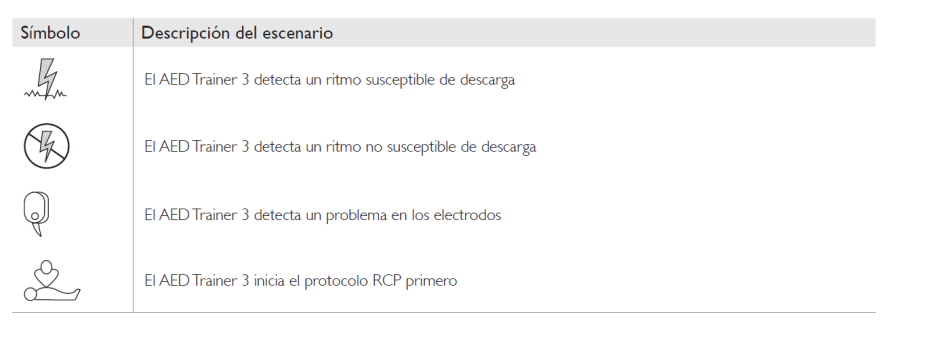 Símbolo Descripción del escenario
El AED Trainer 3 detecta un ritmo susceptible de descarga
El AED Trainer 3 detecta un ritmo no susceptible de descarga
El AED Trainer 3 detecta un problema en los electrodos
El AED Trainer 3 inicia el protocolo RCP primero